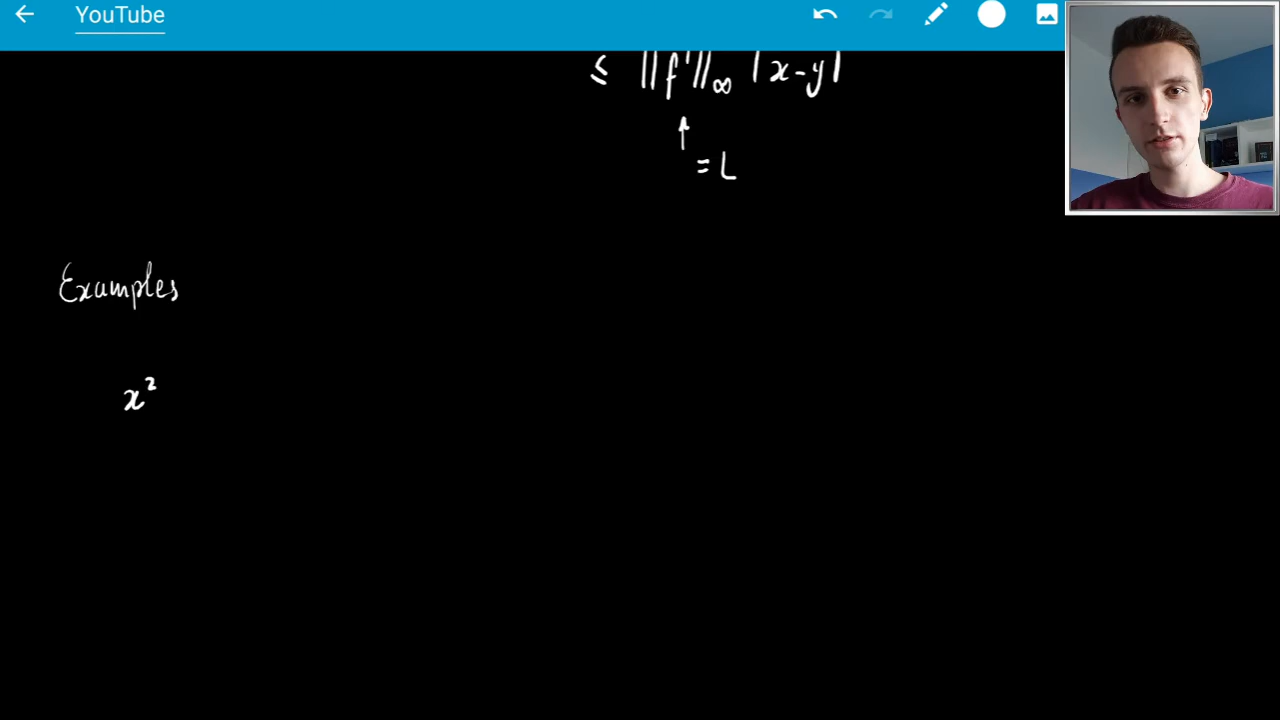 YouTube
≤ ||f'||∞ |x-y|
↑
= L
Examples
x²